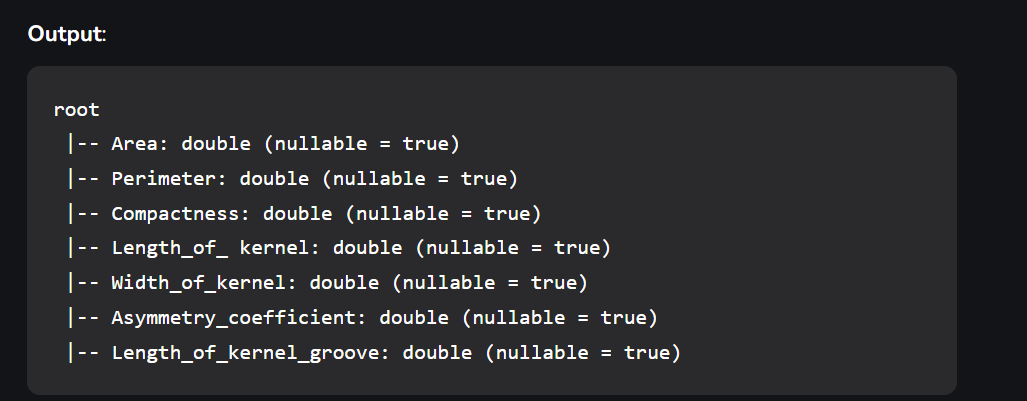 Output:
root
|-- Area: double (nullable = true)
|-- Perimeter: double (nullable = true)
|-- Compactness: double (nullable = true)
|-- Length_of_ kernel: double (nullable = true)
|-- Width_of_kernel: double (nullable = true)
|-- Asymmetry_coefficient: double (nullable = true)
|-- Length_of_kernel_groove: double (nullable = true)